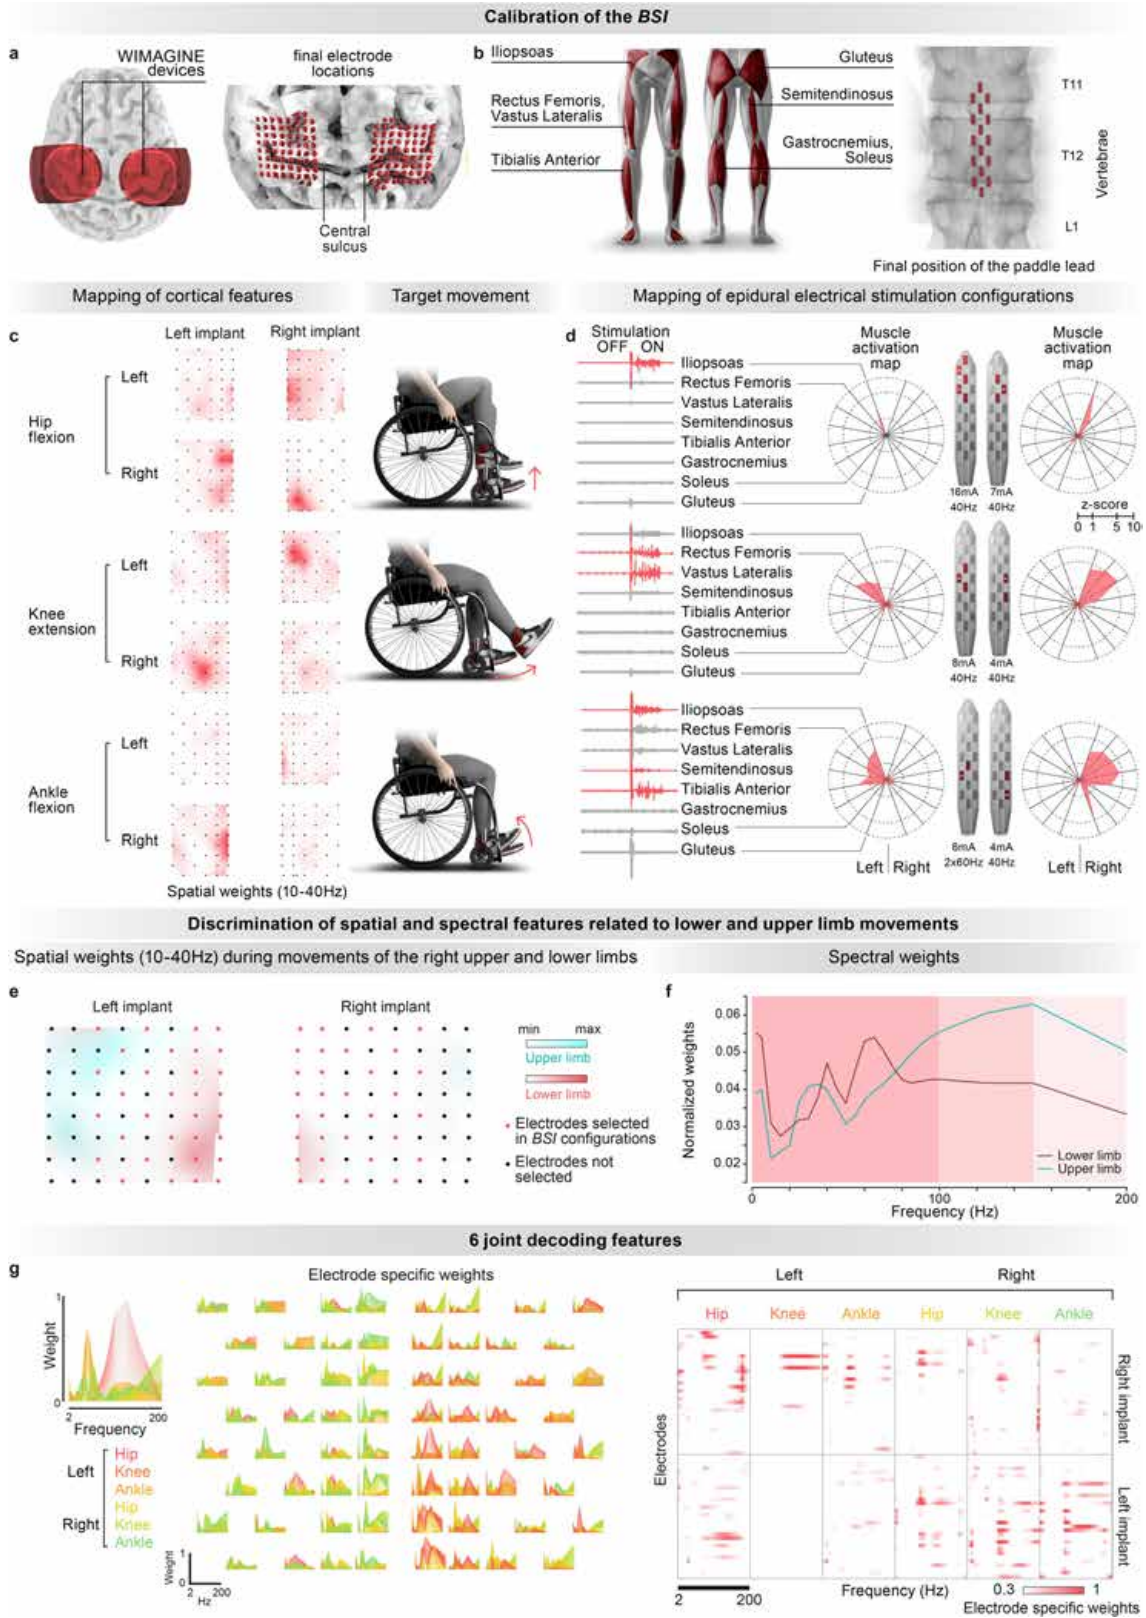 Calibration of the BSI
a
WIMAGINE
devices
final electrode
locations
Central
sulcus
b
Iliopsoas
Rectus Femoris,
Vastus Lateralis
Tibialis Anterior
Gluteus
Semitendinosus
Gastrocnemius,
Soleus
T11
T12
L1
Vertebrae
Final position of the paddle lead
Mapping of cortical features
Target movement
Mapping of epidural electrical stimulation configurations
c
Left implant
Right implant
Hip
flexion
Left
Right
Knee
extension
Left
Right
Ankle
flexion
Left
Right
Spatial weights (10-40Hz)
d
Stimulation
OFF ON
Muscle
activation
map
Muscle
activation
map
Iliopsoas
Rectus Femoris
Vastus Lateralis
Semitendinosus
Tibialis Anterior
Gastrocnemius
Soleus
Gluteus
16mA
40Hz
7mA
40Hz
z-score
0 1 5 10
Iliopsoas
Rectus Femoris
Vastus Lateralis
Semitendinosus
Tibialis Anterior
Gastrocnemius
Soleus
Gluteus
8mA
40Hz
4mA
40Hz
Iliopsoas
Rectus Femoris
Vastus Lateralis
Semitendinosus
Tibialis Anterior
Gastrocnemius
Soleus
Gluteus
Left Right
6mA
2x60Hz
4mA
40Hz
Left Right
Discrimination of spatial and spectral features related to lower and upper limb movements
Spatial weights (10-40Hz) during movements of the right upper and lower limbs
Spectral weights
e
Left implant
Right implant
min max
Upper limb
Lower limb
Electrodes selected
in BSI configurations
Electrodes not
selected
f
Normalized weights
0.06
0.05
0.04
0.03
0.02
0 100 200
Frequency (Hz)
Lower limb
Upper limb
6 joint decoding features
g
Electrode specific weights
1
Weight
0
2 200
Frequency
Left
Hip
Knee
Ankle
Right
Hip
Knee
Ankle
1
Weight
0
2 200
Hz
Left Right
Hip Knee Ankle Hip Knee Ankle
Electrodes
Right implant
Left implant
2 200
Frequency (Hz)
0.3 1
Electrode specific weights